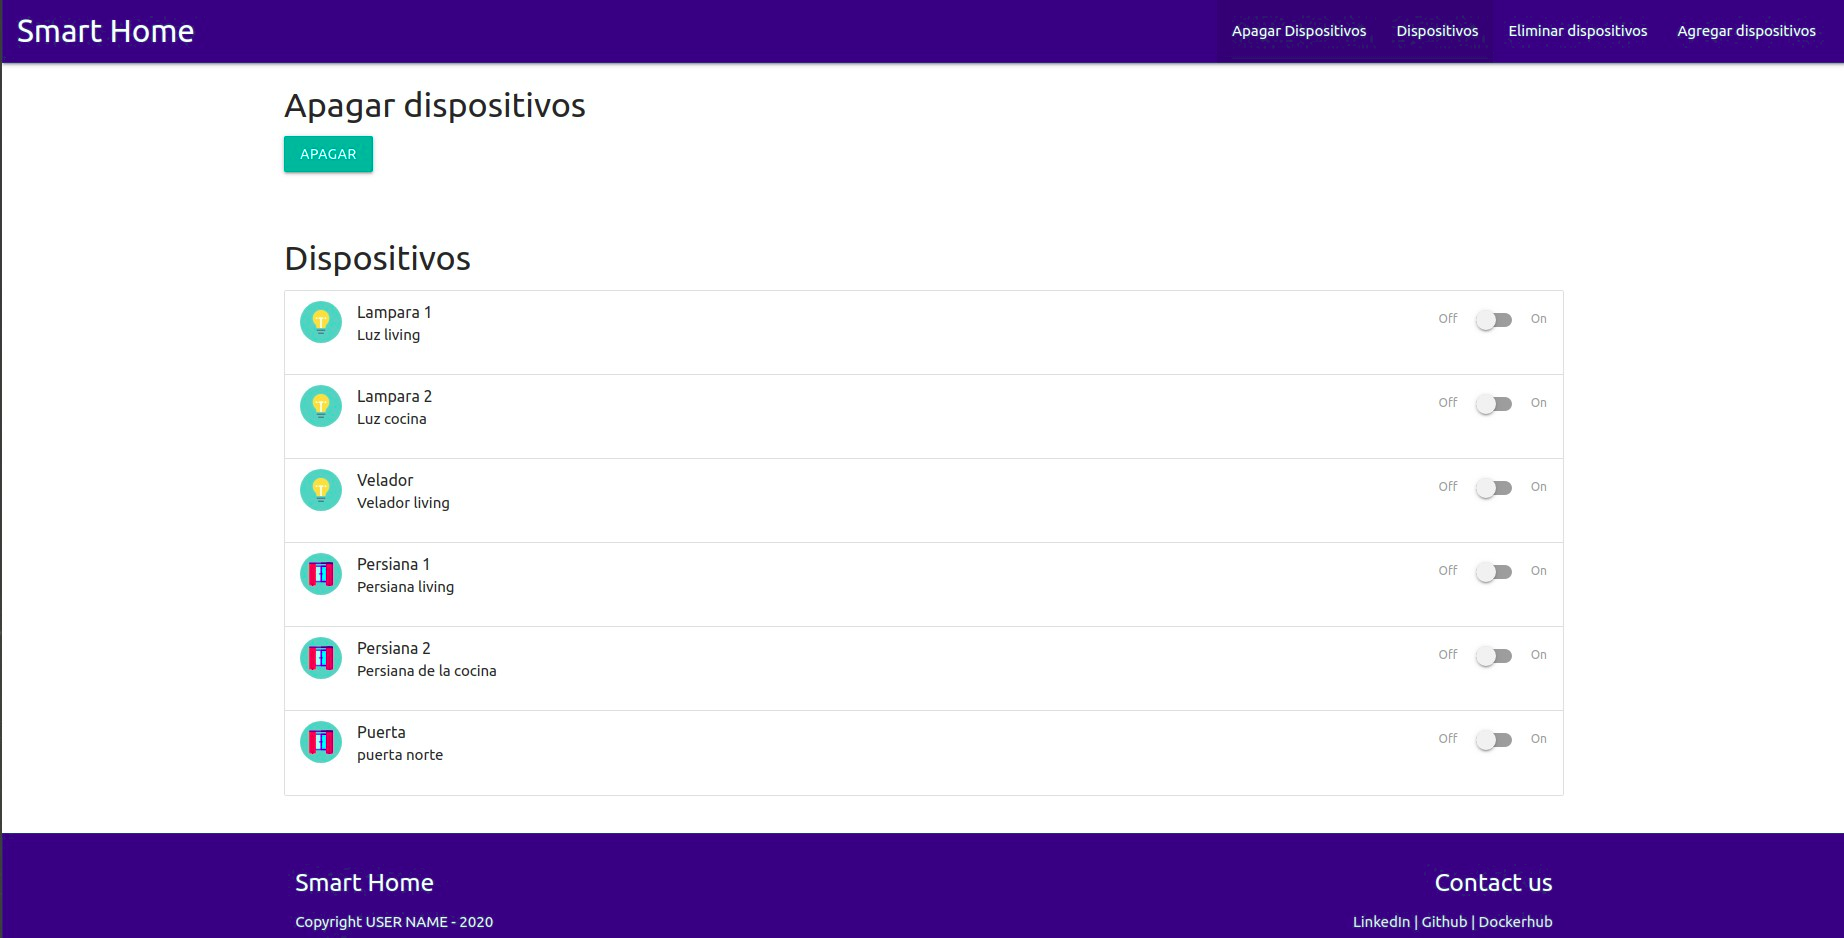 Smart Home
Apagar Dispositivos Dispositivos Eliminar dispositivos Agregar dispositivos
Apagar dispositivos
APAGAR
Dispositivos
Lampara 1
Luz living
Off On
Lampara 2
Luz cocina
Off On
Velador
Velador living
Off On
Persiana 1
Persiana living
Off On
Persiana 2
Persiana de la cocina
Off On
Puerta
puerta norte
Off On
Smart Home
Copyright USER NAME - 2020
Contact us
LinkedIn | Github | Dockerhub